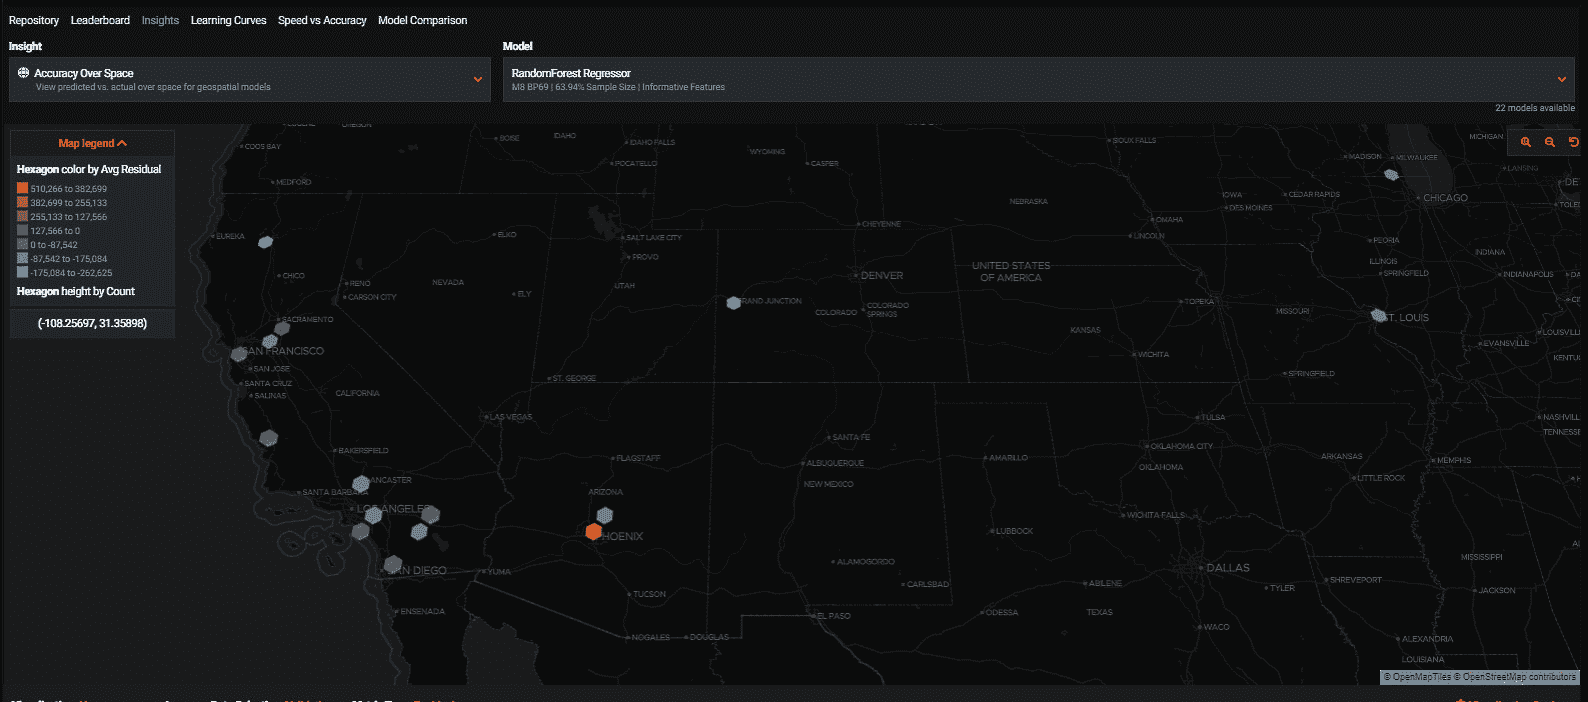 Repository Leaderboard Insights Learning Curves Speed vs Accuracy Model Comparison
Insight
Model
Accuracy Over Space
View predicted vs. actual over space for geospatial models
RandomForest Regressor
M8 BP69 | 63.94% Sample Size | Informative Features
22 models available
Map legend
Hexagon color by Avg Residual
510,266 to 382,699
382,699 to 255,133
255,133 to 127,566
127,566 to 0
0 to -87,542
-87,542 to -175,084
-175,084 to -262,625
Hexagon height by Count
(-108.25697, 31.35898)
IDAHO
BOISE
IDAHO FALLS
SIOUX FALLS
MICHIGAN
COOS BAY
WYOMING
MADISON
MILWAUKEE
POCATELLO
CASPER
LANSING
MEDFORD
IOWA
CEDAR RAPIDS
CHICAGO
NEBRASKA
DES MOINES
OMAHA
CHEYENNE
EUREKA
ELKO
SALT LAKE CITY
LINCOLN
PEORIA
PROVO
UNITED STATES
OF AMERICA
INDIANA
ILLINOIS
CHICO
DENVER
SPRINGFIELD
INDIANAPOLIS
RENO
NEVADA
UTAH
CARSON CITY
ELY
GRAND JUNCTION
COLORADO
SPRINGS
TOPEKA
COLORADO
MISSOURI
SACRAMENTO
ST. LOUIS
KANSAS
EVANSVILLE
SAN FRANCISCO
WICHITA
SAN JOSE
SPRINGFIELD
ST. GEORGE
SANTA CRUZ
CALIFORNIA
SALINAS
LAS VEGAS
TULSA
SANTA FE
BAKERSFIELD
OKLAHOMA CITY
FLAGSTAFF
ALBUQUERQUE
AMARILLO
ARKANSAS
MEMPHIS
OKLAHOMA
LANCASTER
NEW MEXICO
LITTLE ROCK
SANTA BARBARA
ARIZONA
LOS ANGELES
WICHITA FALLS
LUBBOCK
PHOENIX
MISSISSIPPI
ALAMOGORDO
SAN DIEGO
YUMA
DALLAS
CARLSBAD
ABILENE
SHREVEPORT
TYLER
JACKSON
TUCSON
ENSENADA
EL PASO
ODESSA
TEXAS
WACO
NOGALES
DOUGLAS
ALEXANDRIA
LOUISIANA
© OpenMapTiles © OpenStreetMap contributors